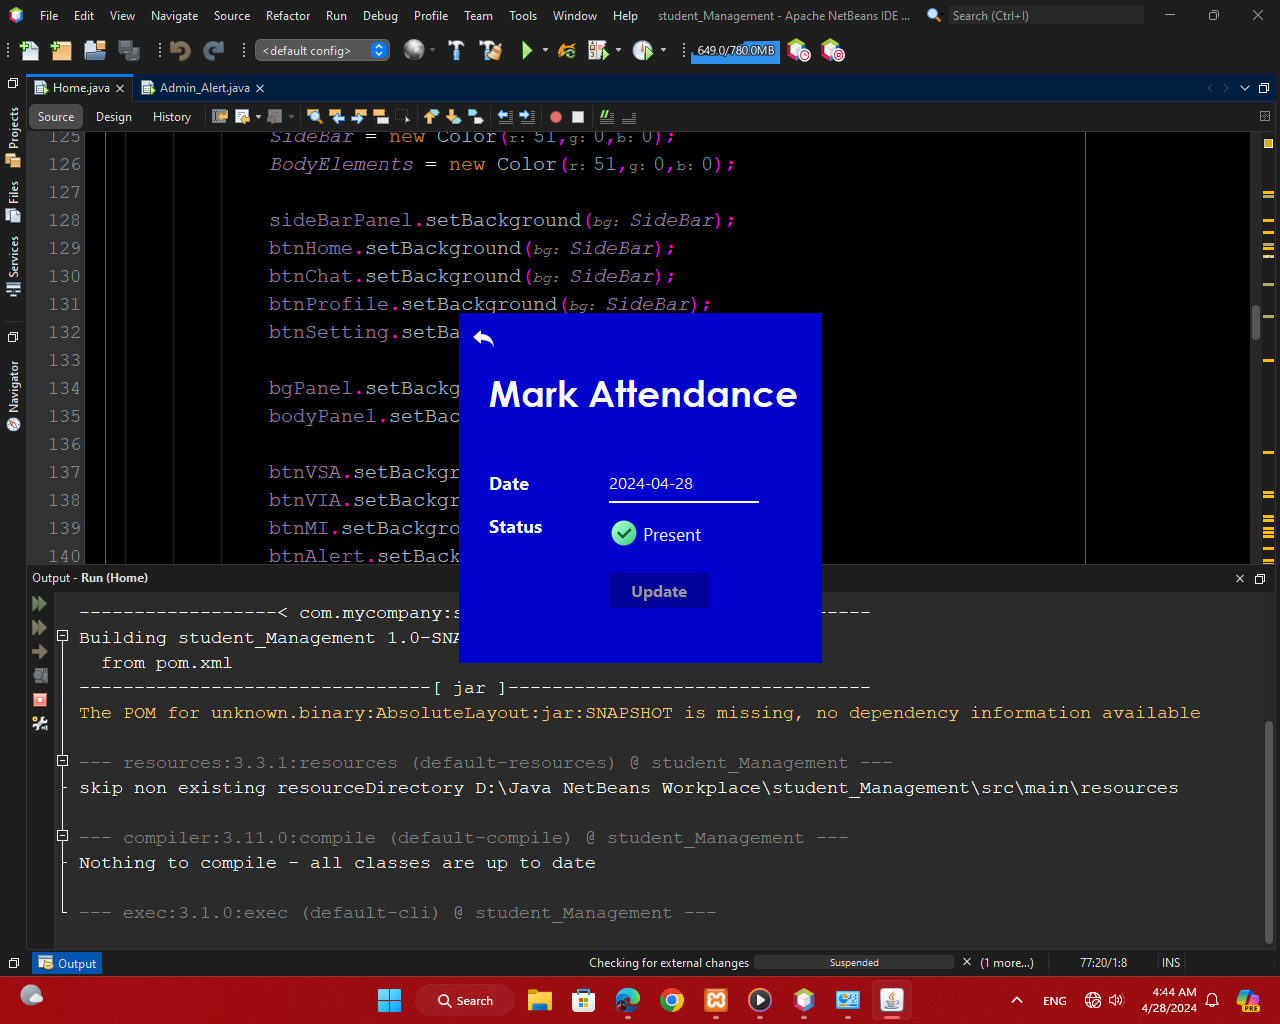 File Edit View Navigate Source Refactor Run Debug Profile Team Tools Window Help student_Management - Apache NetBeans IDE ... Search (Ctrl+I)
<default config> 649.0/780.0MB
Home.java Admin_Alert.java
Source Design History
Projects
Files
Services
Navigator
125 SideBar = new Color(r: 51,g: 0,b: 0);
126 BodyElements = new Color(r: 51,g: 0,b: 0);
127
128 sideBarPanel.setBackground(bg: SideBar);
129 btnHome.setBackground(bg: SideBar);
130 btnChat.setBackground(bg: SideBar);
131 btnProfile.setBackground(bg: SideBar);
132 btnSetting.setBa
133
134 bgPanel.setBackg
135 bodyPanel.setBac
136
137 btnVSA.setBackgr
138 btnVIA.setBackgr
139 btnMI.setBackgro
140 btnAlert.setBack
Mark Attendance
Date 2024-04-28
Status Present
Update
Output - Run (Home)
------------------< com.mycompany:s
Building student_Management 1.0-SNA
from pom.xml
--------------------------------[ jar ]---------------------------------
The POM for unknown.binary:AbsoluteLayout:jar:SNAPSHOT is missing, no dependency information available
--- resources:3.3.1:resources (default-resources) @ student_Management ---
skip non existing resourceDirectory D:\Java NetBeans Workplace\student_Management\src\main\resources
--- compiler:3.11.0:compile (default-compile) @ student_Management ---
Nothing to compile - all classes are up to date
--- exec:3.1.0:exec (default-cli) @ student_Management ---
Output Checking for external changes Suspended (1 more...) 77:20/1:8 INS
Search ENG 4:44 AM
4/28/2024
PRE